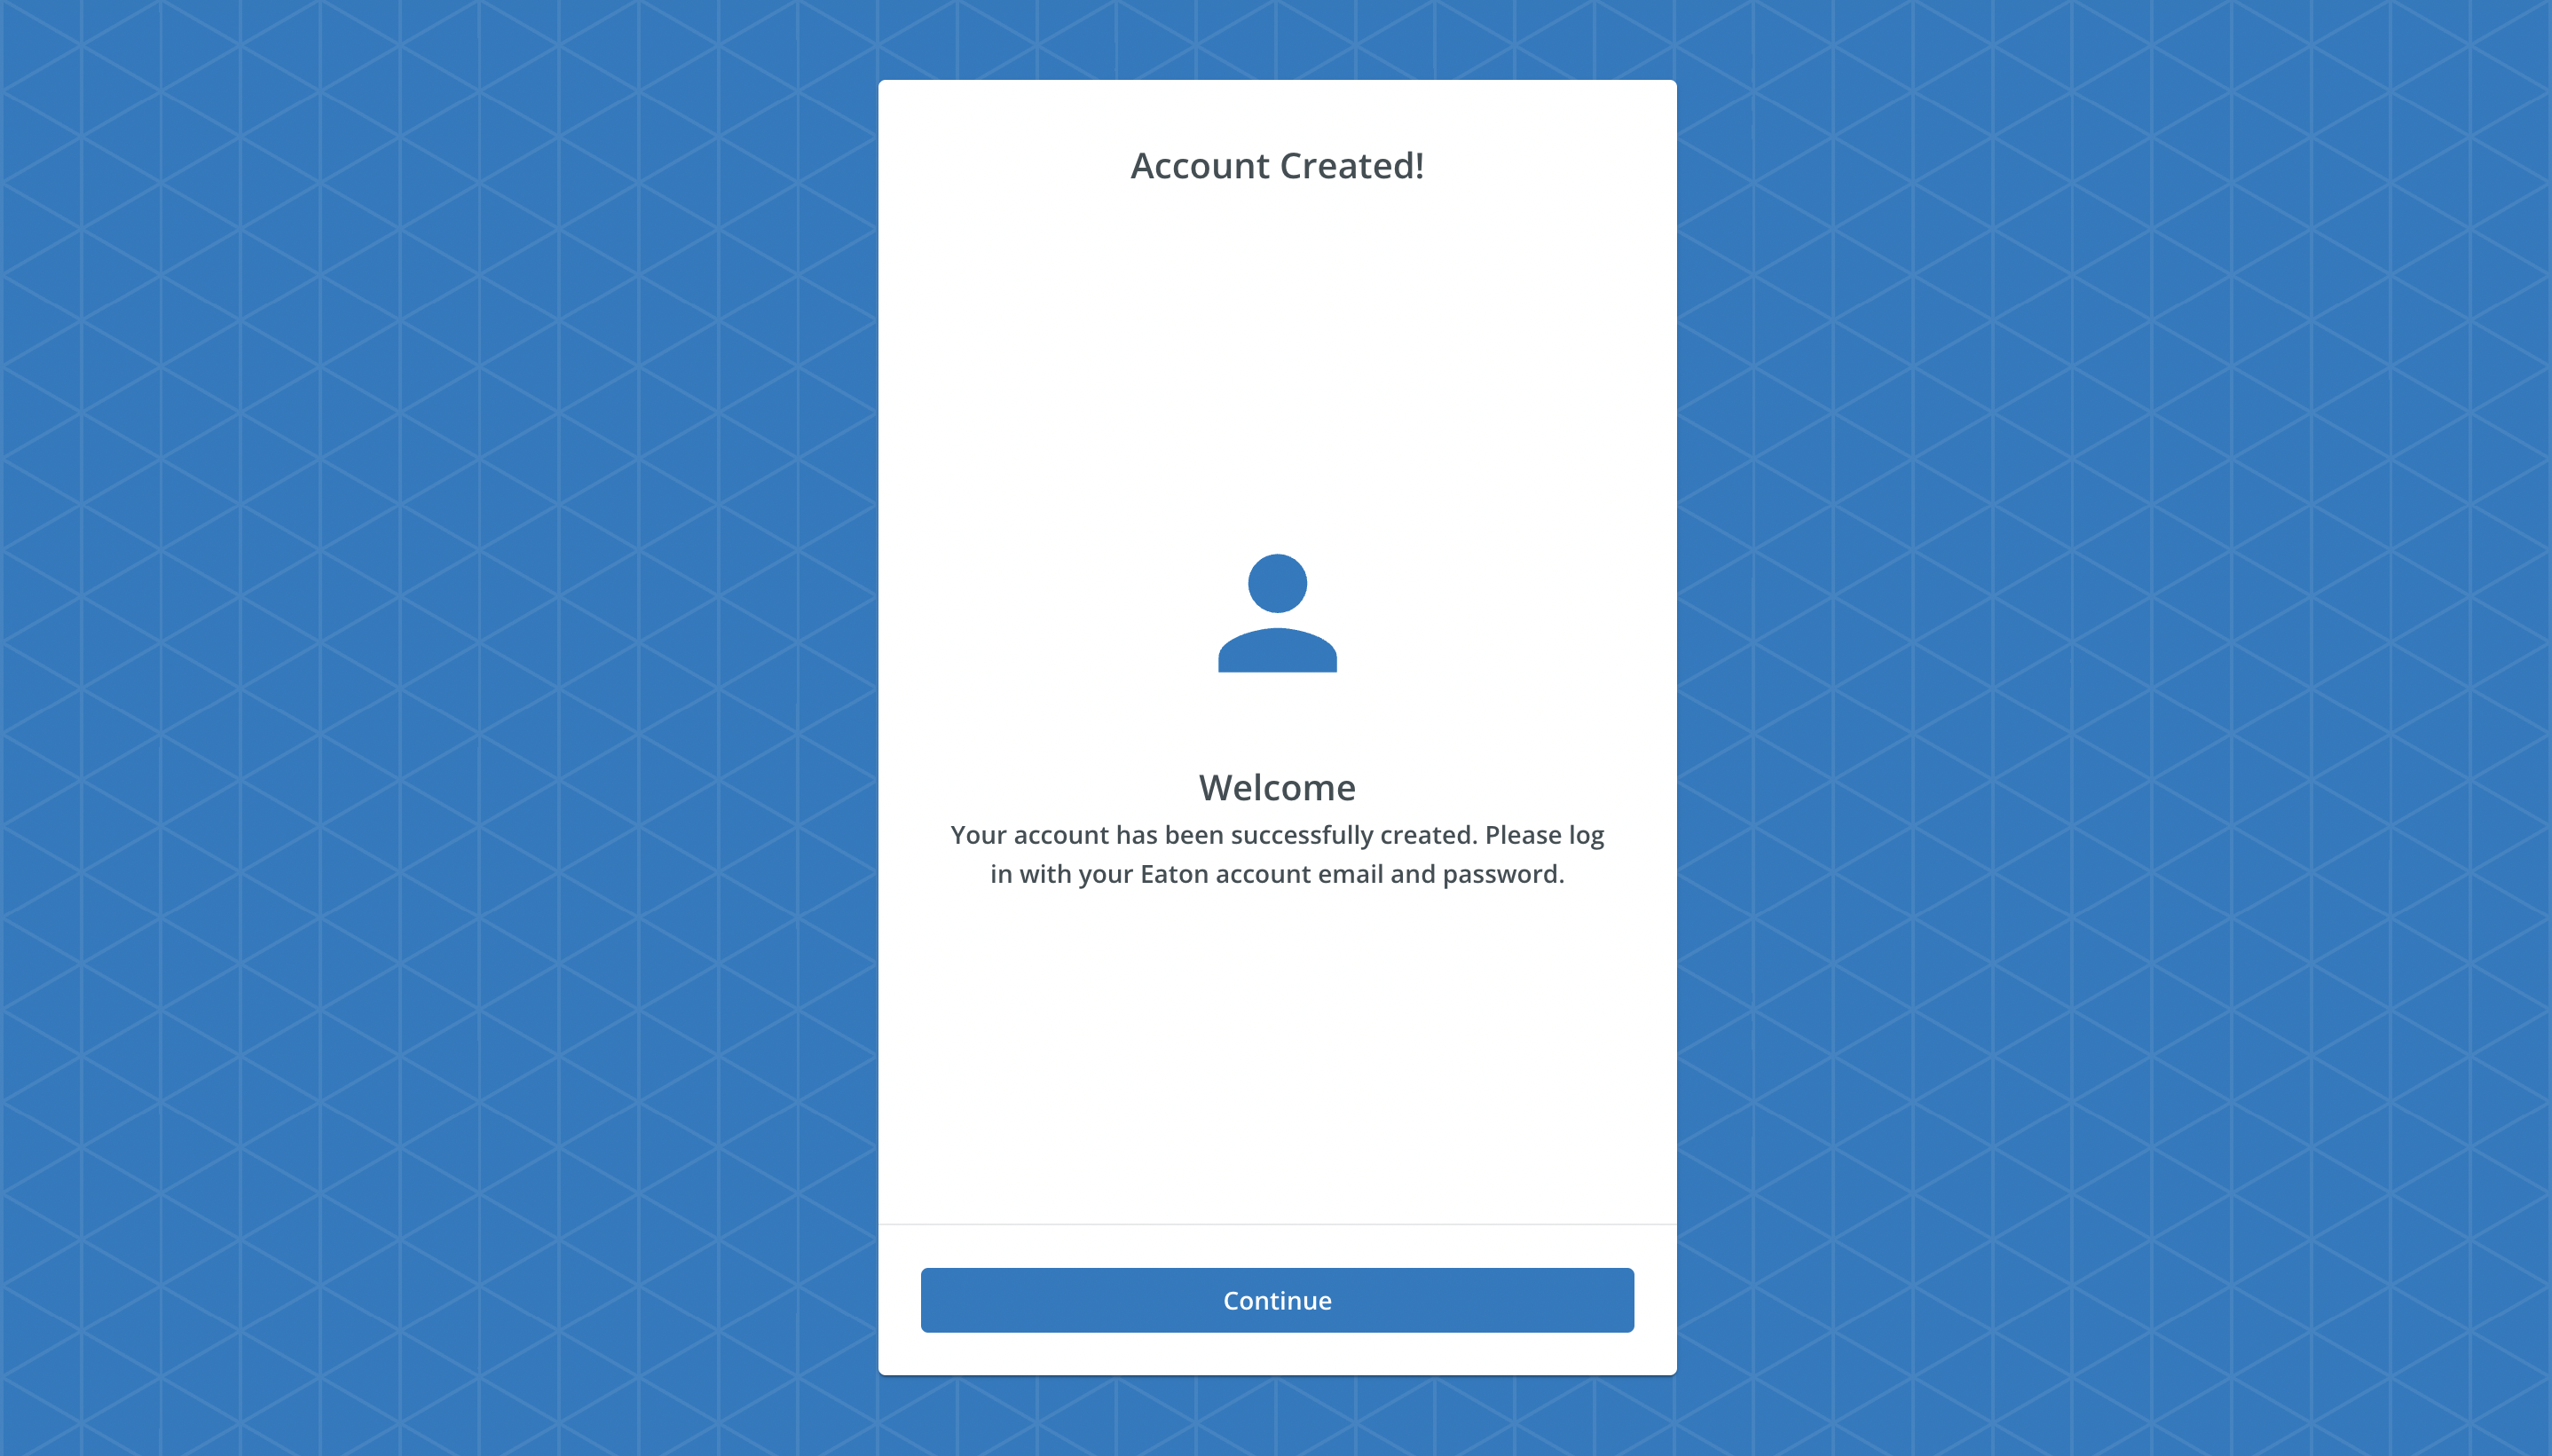 Account Created!
Welcome
Your account has been successfully created. Please log
in with your Eaton account email and password.
Continue